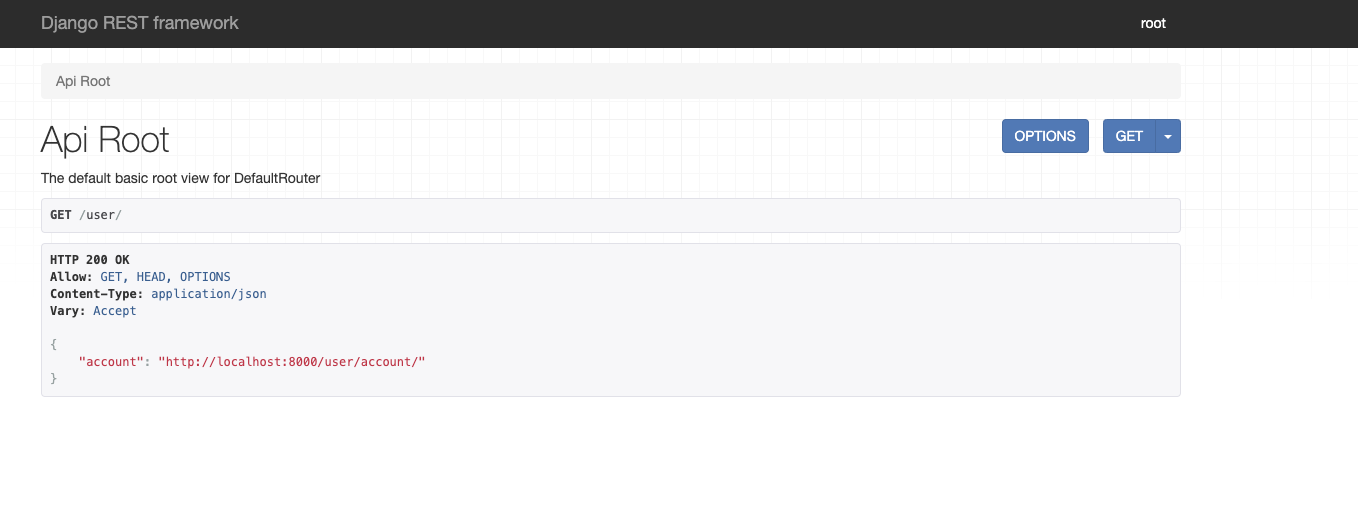 Django REST framework
root
Api Root
Api Root
OPTIONS
GET
The default basic root view for DefaultRouter
GET /user/
HTTP 200 OK
Allow: GET, HEAD, OPTIONS
Content-Type: application/json
Vary: Accept
{
    "account": "http://localhost:8000/user/account/"
}